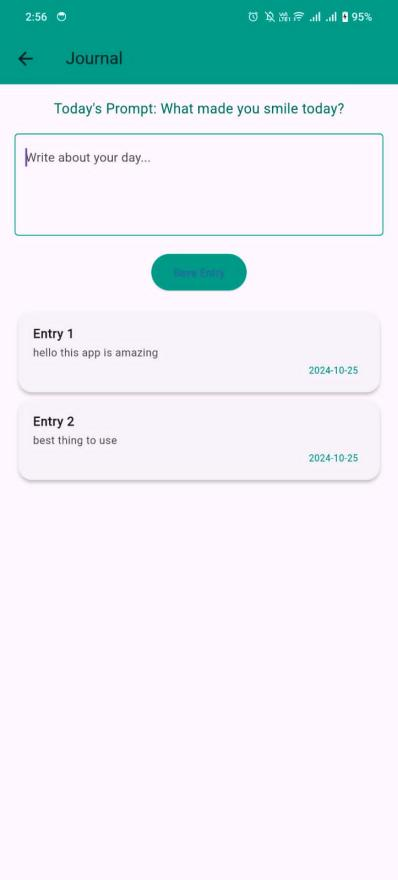 2:56
95%
Journal
Today's Prompt: What made you smile today?
Write about your day...
Save Entry
Entry 1
hello this app is amazing
2024-10-25
Entry 2
best thing to use
2024-10-25